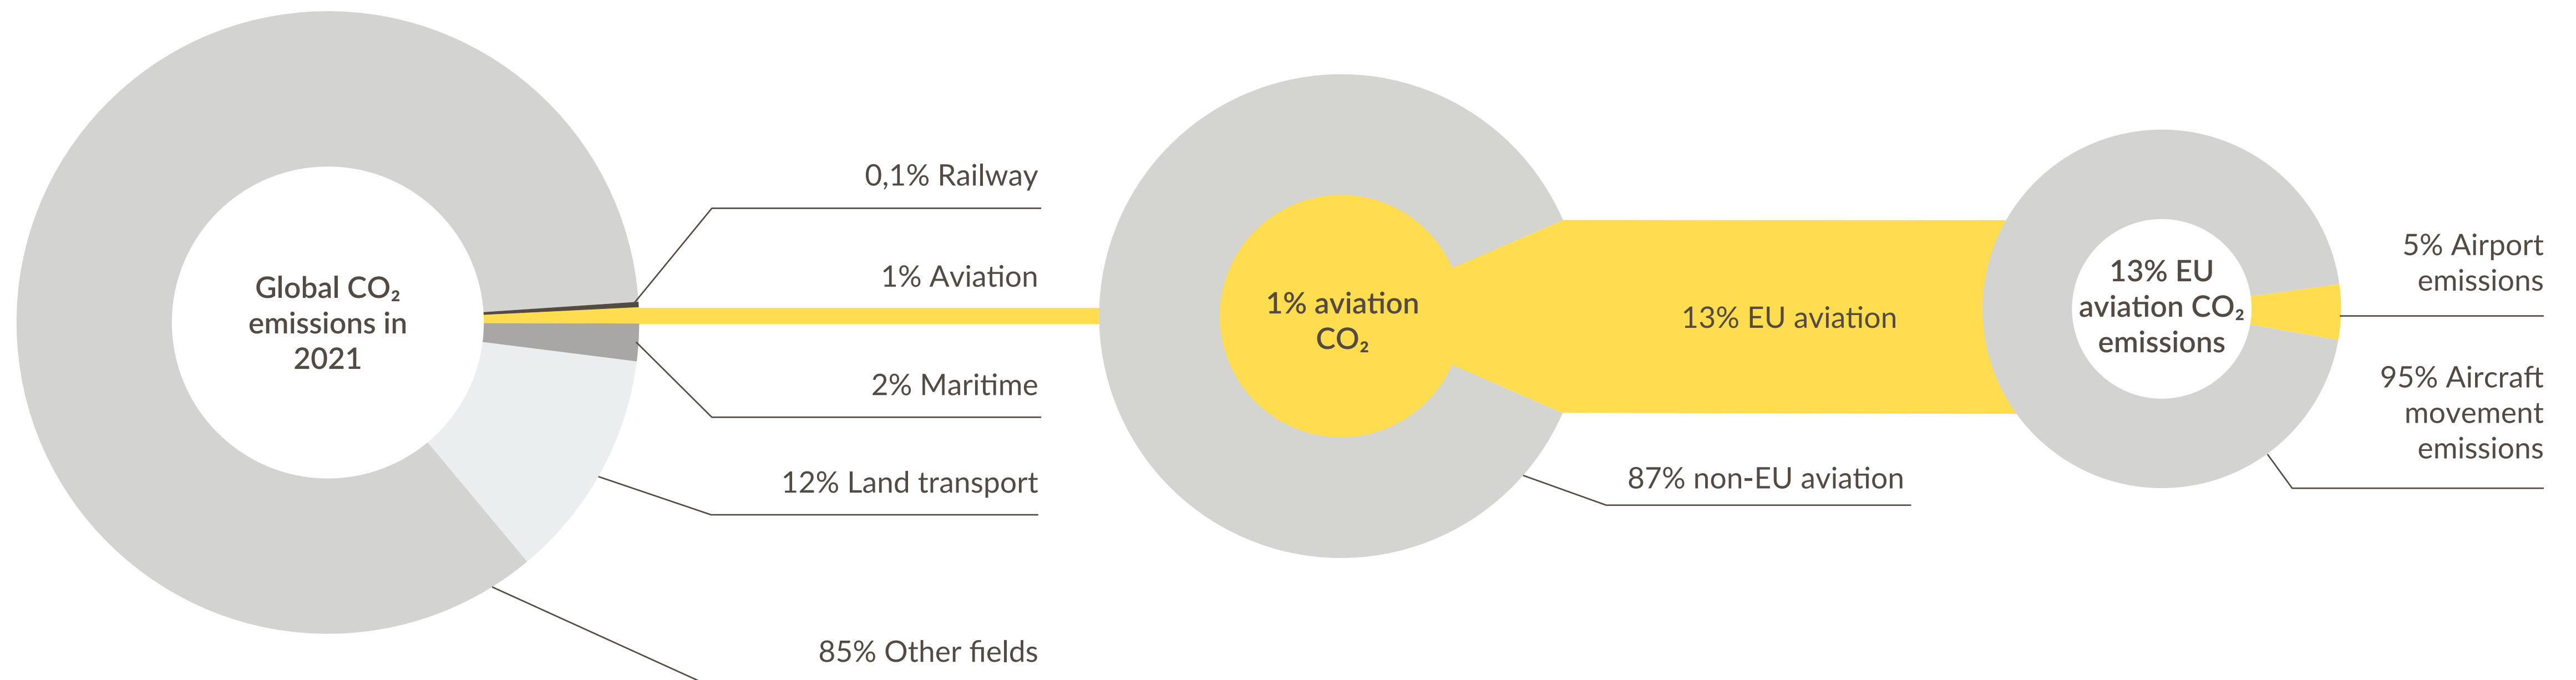 Global CO₂
emissions in
2021
0,1% Railway
1% Aviation
2% Maritime
12% Land transport
85% Other fields
1% aviation
CO₂
13% EU aviation
87% non-EU aviation
13% EU
aviation CO₂
emissions
5% Airport
emissions
95% Aircraft
movement
emissions